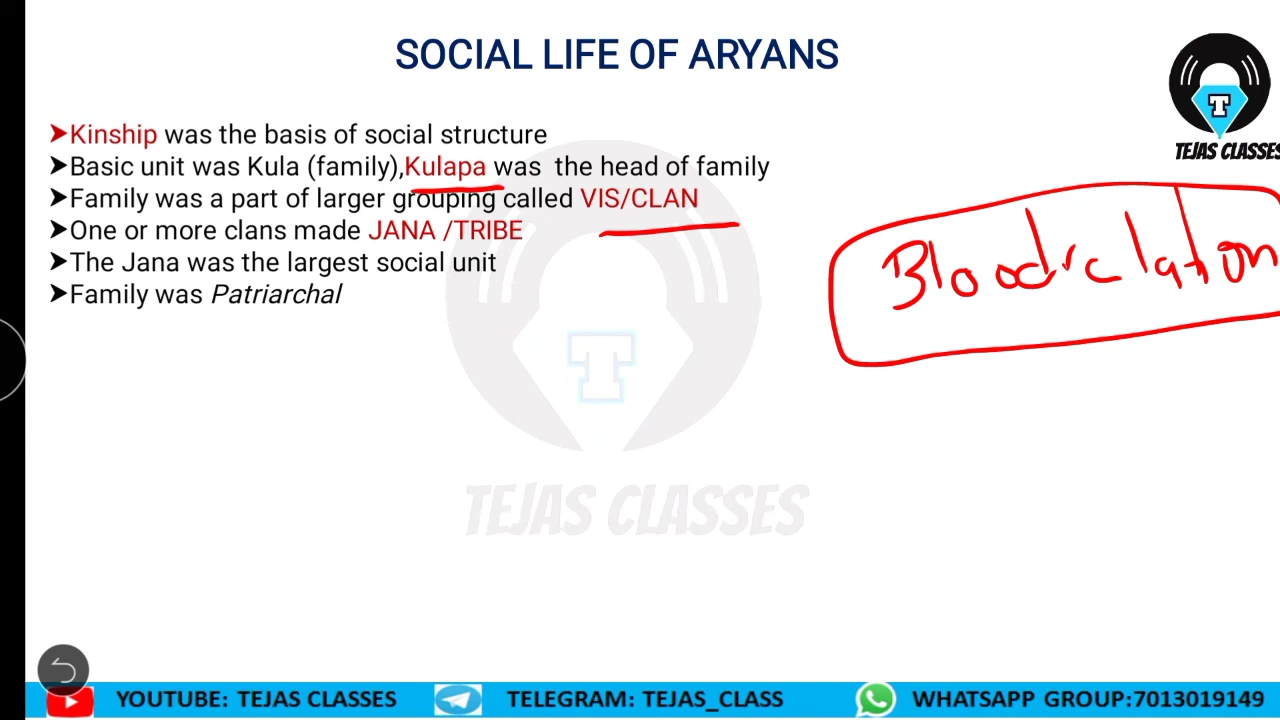 SOCIAL LIFE OF ARYANS
T
TEJAS CLASSES
➤Kinship was the basis of social structure
➤Basic unit was Kula (family),Kulapa was the head of family
➤Family was a part of larger grouping called VIS/CLAN
➤One or more clans made JANA /TRIBE
➤The Jana was the largest social unit
➤Family was Patriarchal
Blood relation
T
TEJAS CLASSES
YOUTUBE: TEJAS CLASSES
TELEGRAM: TEJAS_CLASS
WHATSAPP GROUP:7013019149